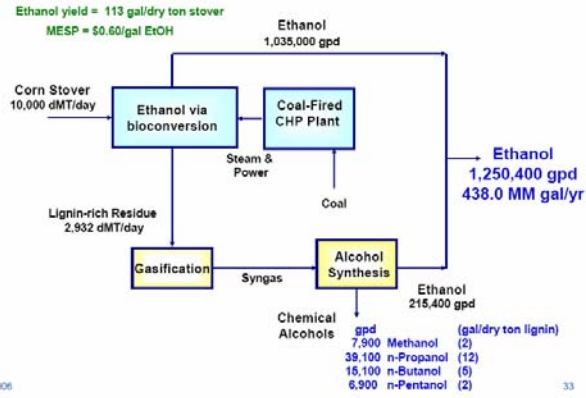 Ethanol yield = 113 gal/dry ton stover
MESP = $0.60/gal EtOH
Ethanol
1,035,000 gpd
Corn Stover
10,000 dMT/day
Ethanol via
bioconversion
Coal-Fired
CHP Plant
Steam &
Power
Coal
Ethanol
1,250,400 gpd
438.0 MM gal/yr
Lignin-rich Residue
2,932 dMT/day
Gasification
Syngas
Alcohol
Synthesis
Ethanol
215,400 gpd
Chemical
Alcohols
gpd (gal/dry ton lignin)
7,900 Methanol (2)
39,100 n-Propanol (12)
15,100 n-Butanol (5)
6,900 n-Pentanol (2)
33